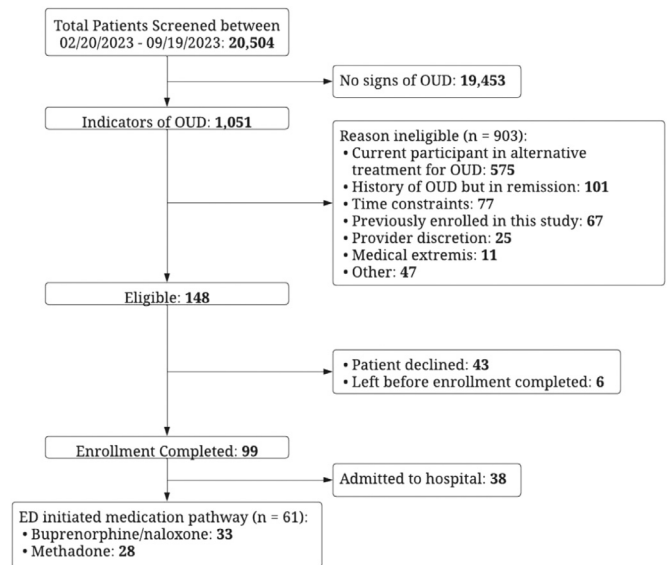 Total Patients Screened between
02/20/2023 - 09/19/2023: 20,504
No signs of OUD: 19,453
Indicators of OUD: 1,051
Reason ineligible (n = 903):
• Current participant in alternative
treatment for OUD: 575
• History of OUD but in remission: 101
• Time constraints: 77
• Previously enrolled in this study: 67
• Provider discretion: 25
• Medical extremis: 11
• Other: 47
Eligible: 148
• Patient declined: 43
• Left before enrollment completed: 6
Enrollment Completed: 99
Admitted to hospital: 38
ED initiated medication pathway (n = 61):
• Buprenorphine/naloxone: 33
• Methadone: 28